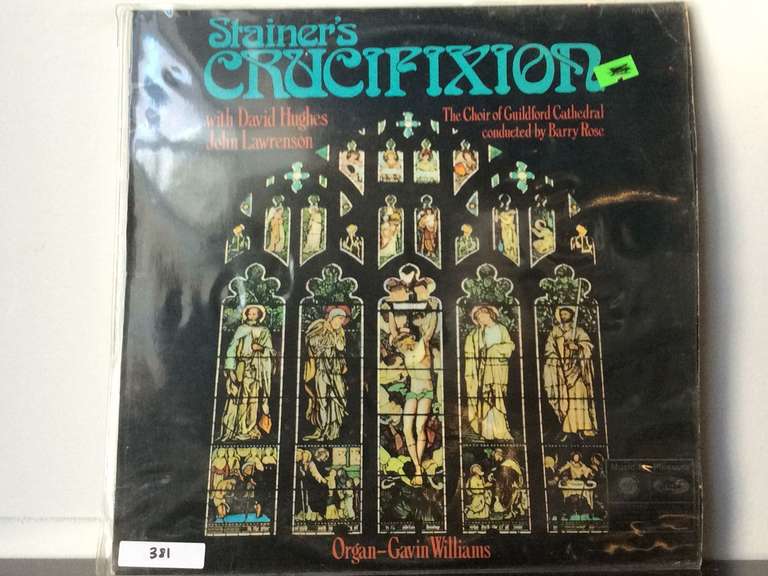 Stainer's
CRUCIFIXION
with David Hughes
John Lawrenson
The Choir of Guildford Cathedral
conducted by Barry Rose
Organ-Gavin Williams
381